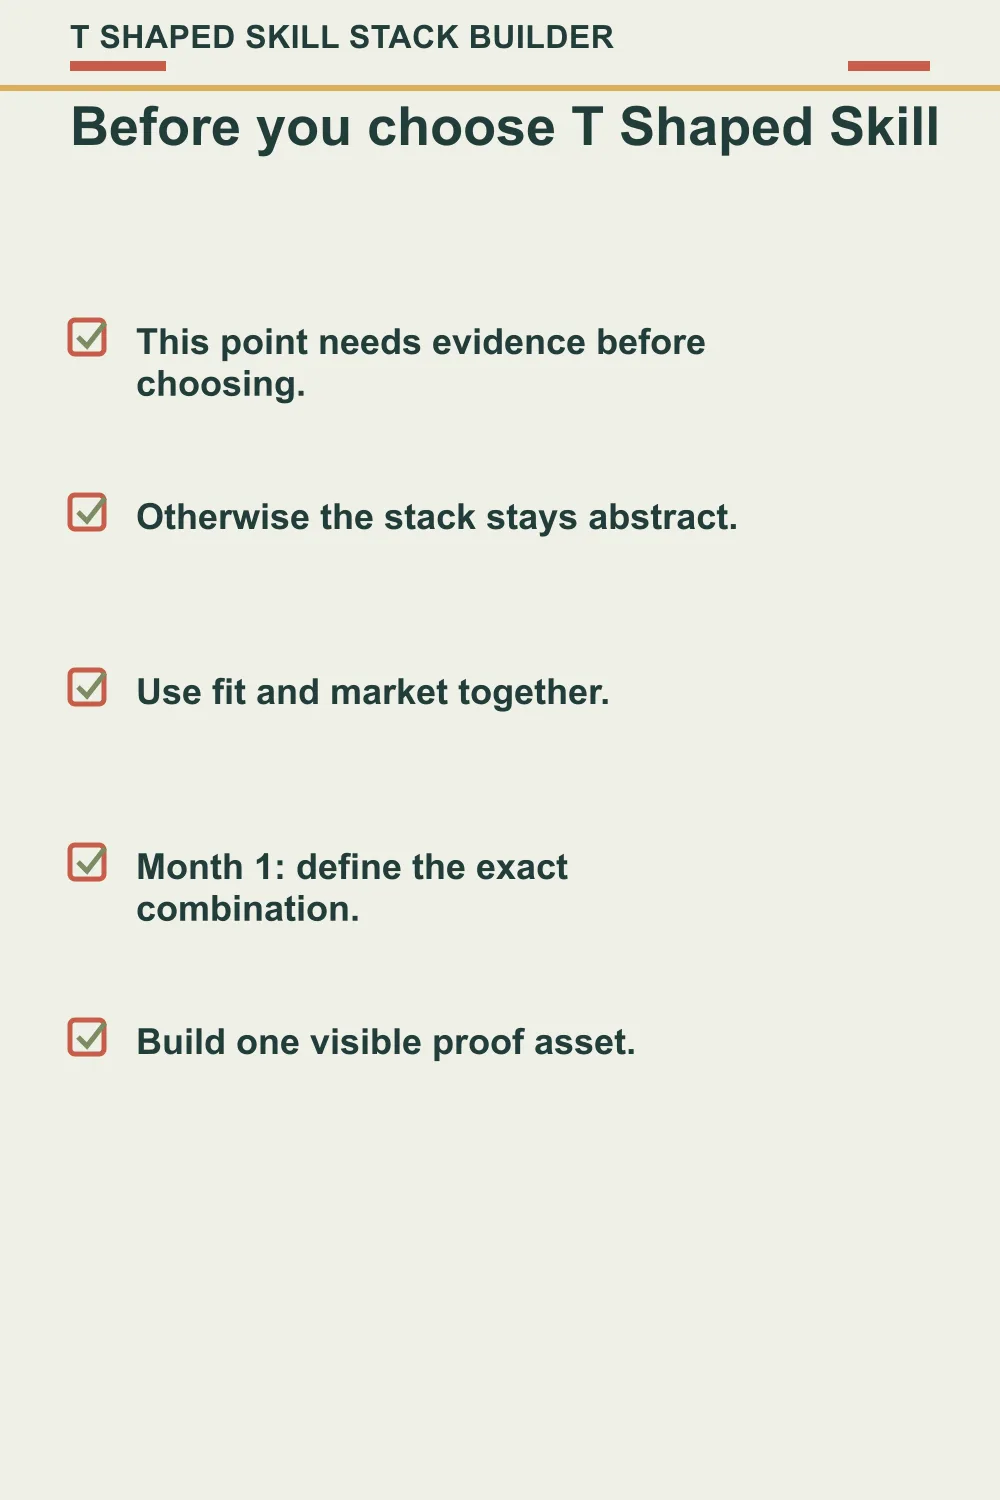 T SHAPED SKILL STACK BUILDER
Before you choose T Shaped Skill
This point needs evidence before
choosing.
Otherwise the stack stays abstract.
Use fit and market together.
Month 1: define the exact
combination.
Build one visible proof asset.